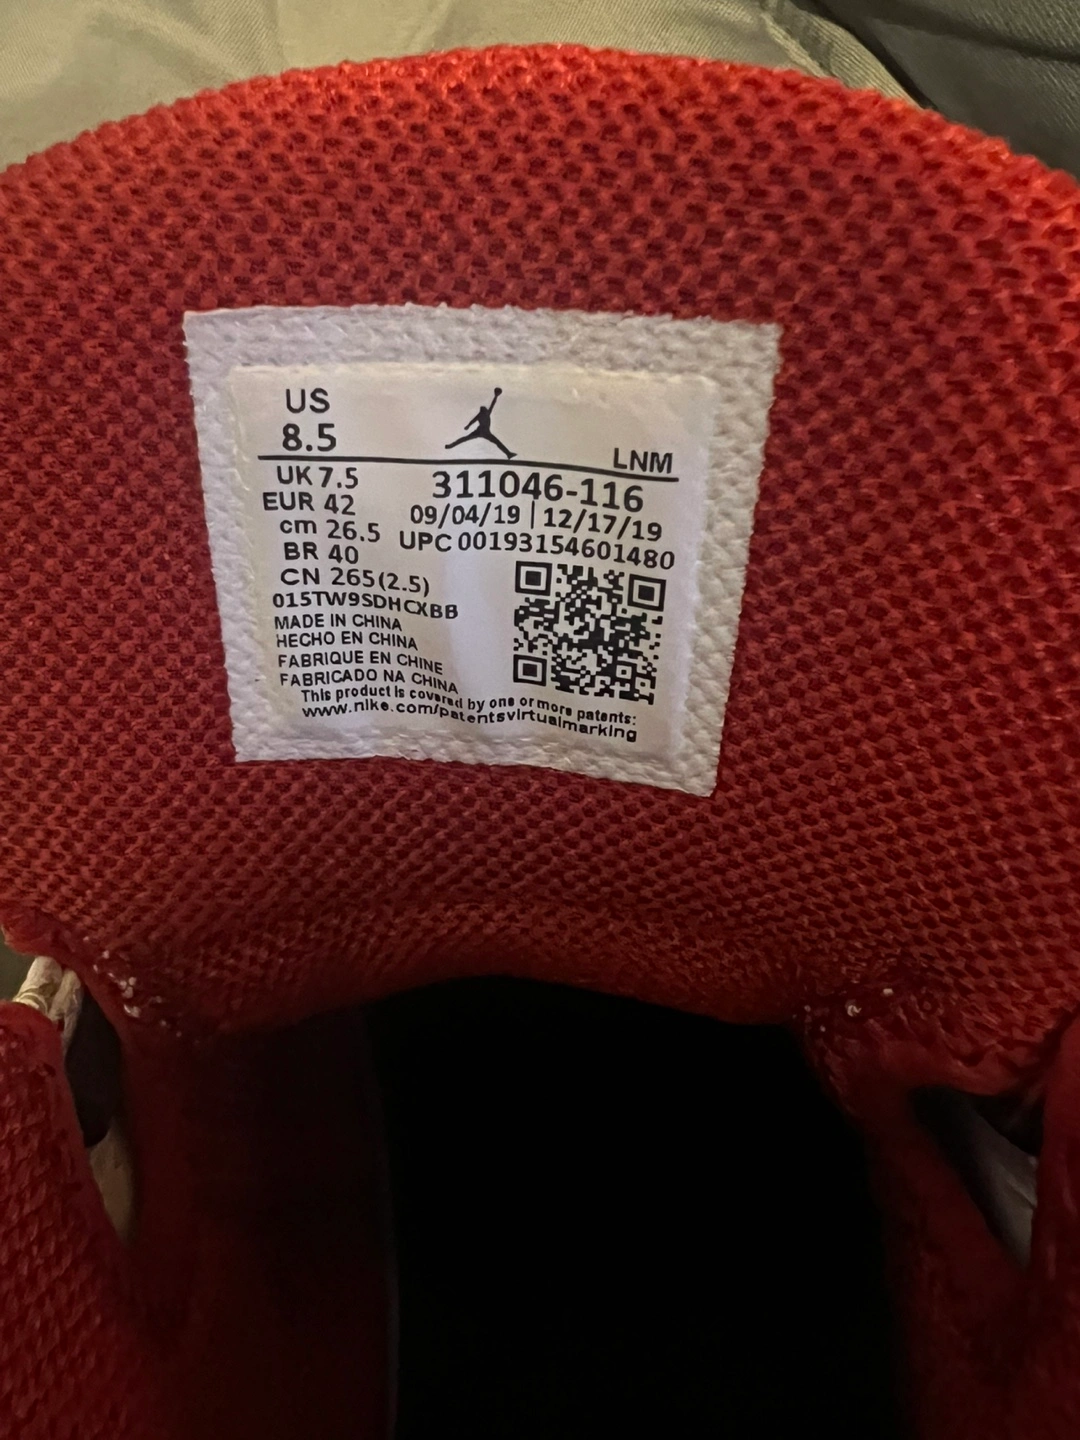 US
8.5
LNM
UK 7.5
311046-116
EUR 42
09/04/19 | 12/17/19
cm 26.5
UPC 00193154601480
BR 40
CN 265(2.5)
015TW9SDHCXBB
MADE IN CHINA
HECHO EN CHINA
FABRIQUE EN CHINE
FABRICADO NA CHINA
This product is covered by one or more patents:
www.nike.com/patentsvirtualmarking